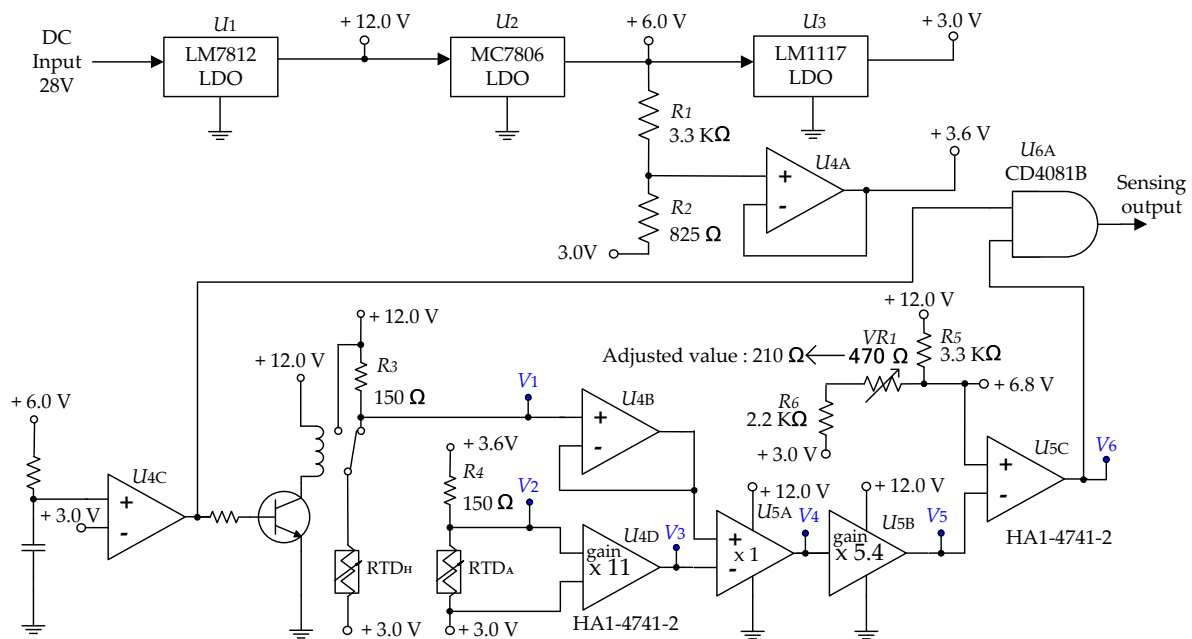 DC
Input
28V
U1
LM7812
LDO
+ 12.0 V
U2
MC7806
LDO
+ 6.0 V
U3
LM1117
LDO
+ 3.0 V
R1
3.3 KΩ
R2
825 Ω
3.0V
U4A
+
-
+ 3.6 V
U6A
CD4081B
Sensing
output
+ 6.0 V
+ 3.0 V
U4C
+
-
+ 12.0 V
+ 12.0 V
R3
150 Ω
RTDH
+ 3.0 V
V1
+ 3.6V
R4
150 Ω
V2
RTDA
+ 3.0 V
U4B
+
-
U4D
gain
x 11
HA1-4741-2
V3
U5A
+ 12.0 V
+
x 1
-
V4
U5B
+ 12.0 V
gain
x 5.4
V5
Adjusted value : 210 Ω
VR1
470 Ω
+ 12.0 V
R5
3.3 KΩ
R6
2.2 KΩ
+ 3.0 V
+ 6.8 V
U5C
+
-
HA1-4741-2
V6